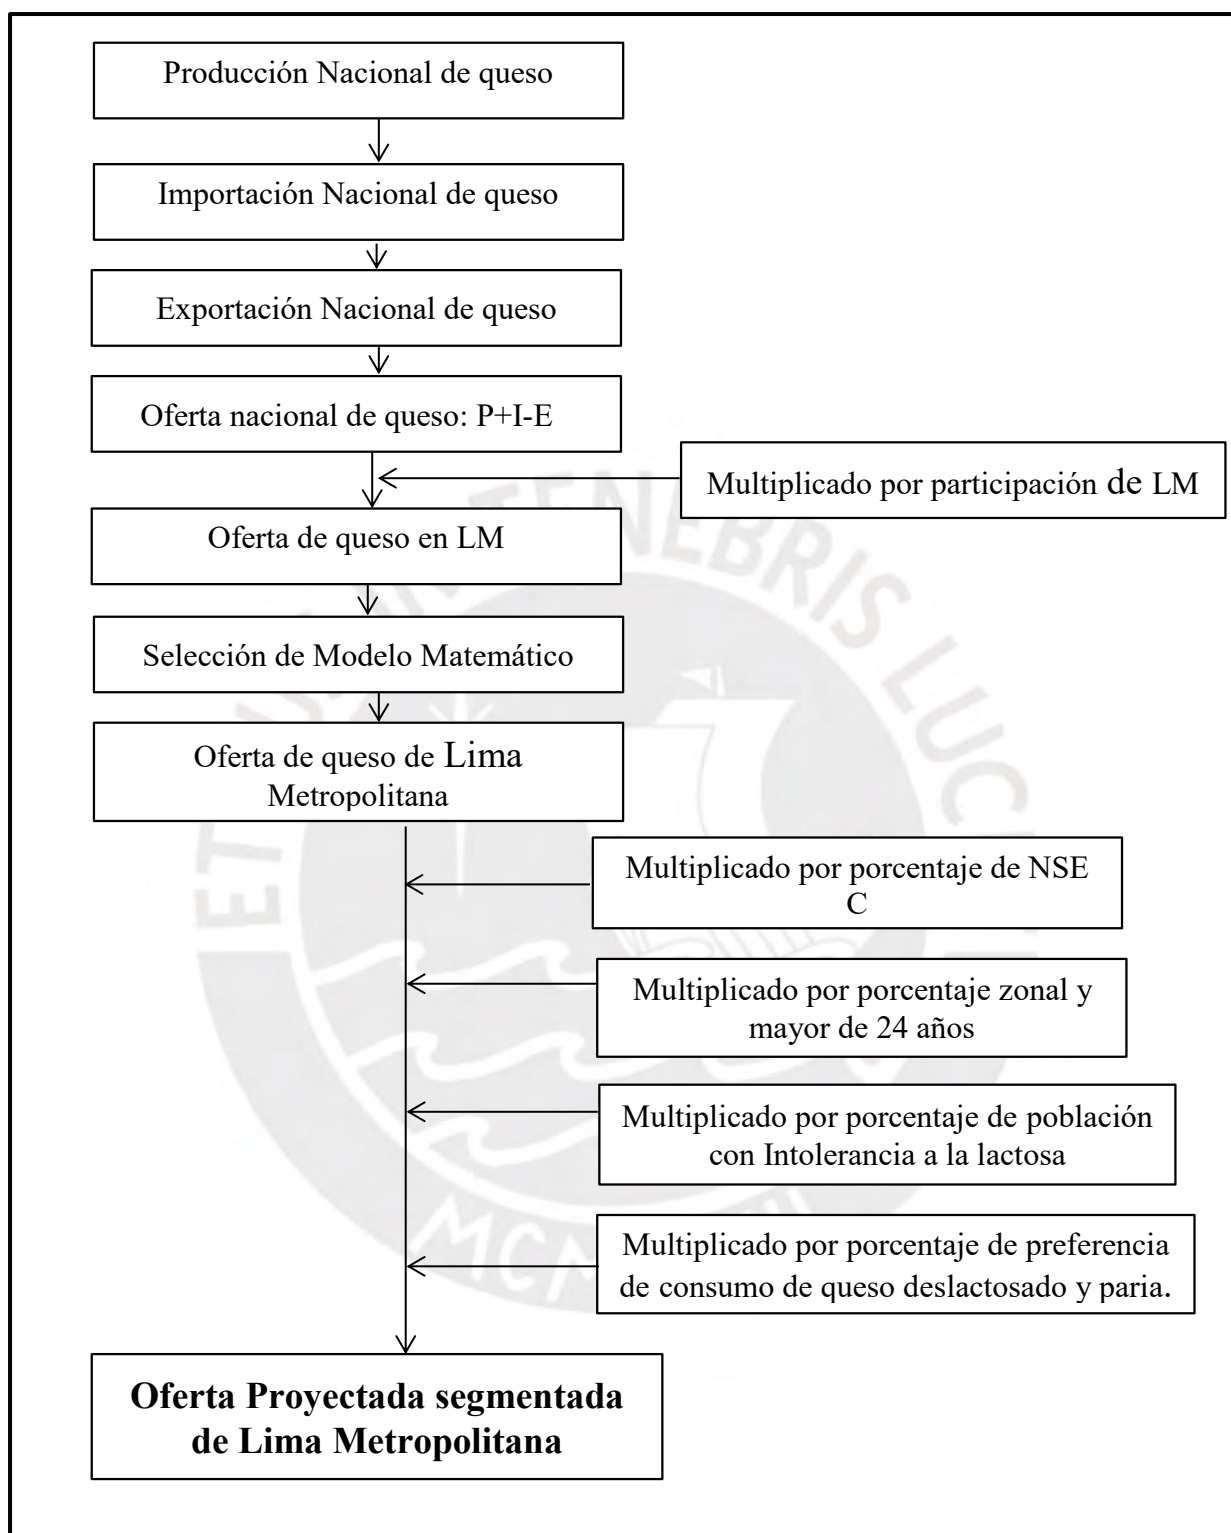 Producción Nacional de queso
Importación Nacional de queso
Exportación Nacional de queso
Oferta nacional de queso: P+I-E
Multiplicado por participación de LM
Oferta de queso en LM
Selección de Modelo Matemático
Oferta de queso de Lima
Metropolitana
Multiplicado por porcentaje de NSE
C
Multiplicado por porcentaje zonal y
mayor de 24 años
Multiplicado por porcentaje de población
con Intolerancia a la lactosa
Multiplicado por porcentaje de preferencia
de consumo de queso deslactosado y paria.
Oferta Proyectada segmentada
de Lima Metropolitana